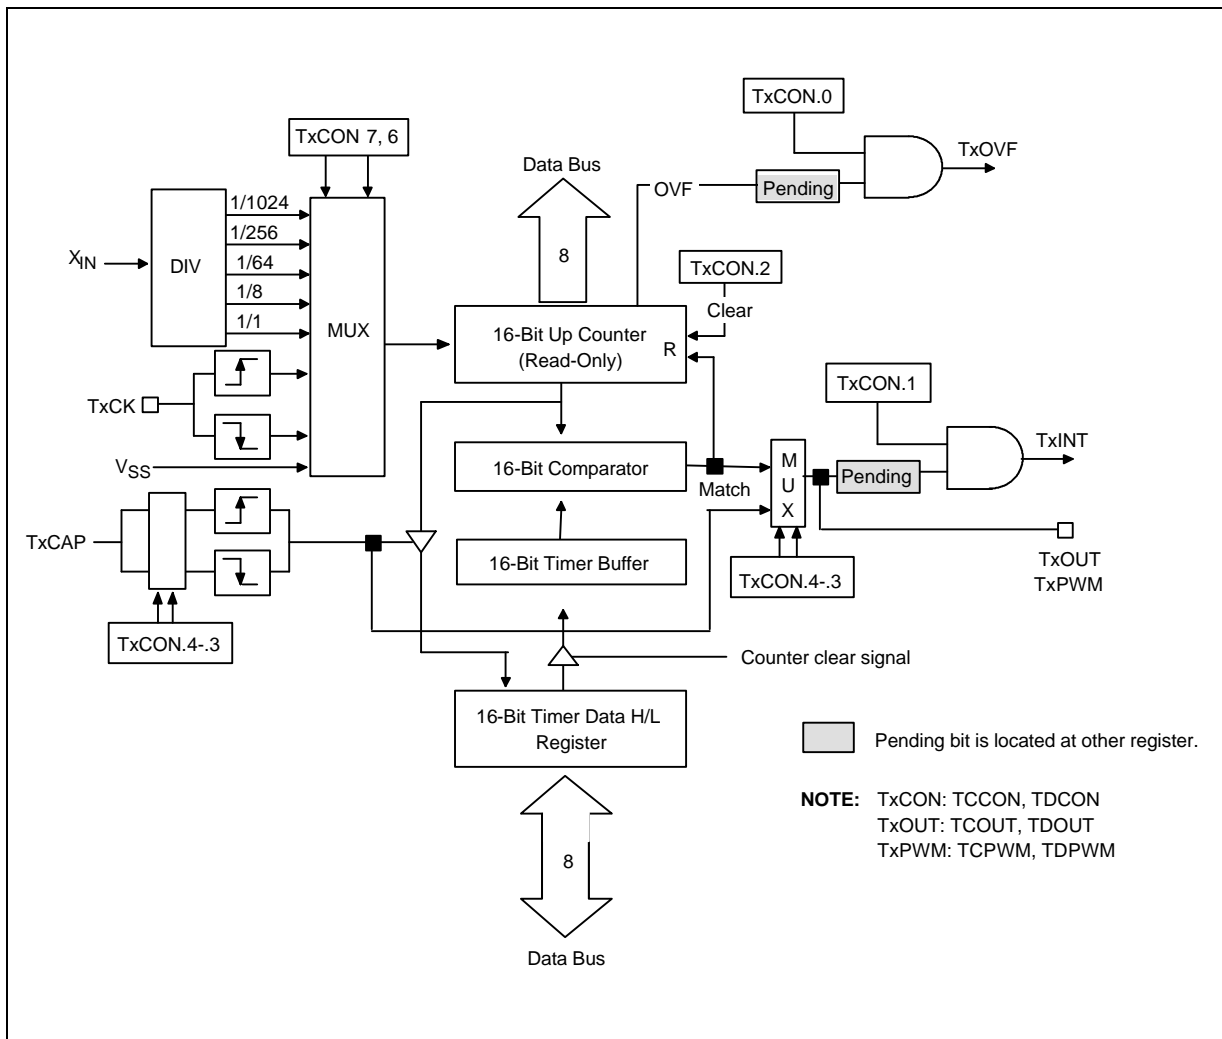 TxCON.0
TxOVF
TxCON 7, 6
Data Bus
OVF
Pending
1/1024
1/256
1/64
1/8
1/1
XIN
DIV
8
TxCON.2
Clear
MUX
16-Bit Up Counter
(Read-Only)
R
TxCON.1
TxCK
TxINT
VSS
16-Bit Comparator
Match
MUX
Pending
TxCAP
16-Bit Timer Buffer
TxCON.4-.3
TxOUT
TxPWM
TxCON.4-.3
Counter clear signal
16-Bit Timer Data H/L
Register
Pending bit is located at other register.
NOTE: TxCON: TCCON, TDCON
TxOUT: TCOUT, TDOUT
TxPWM: TCPWM, TDPWM
8
Data Bus